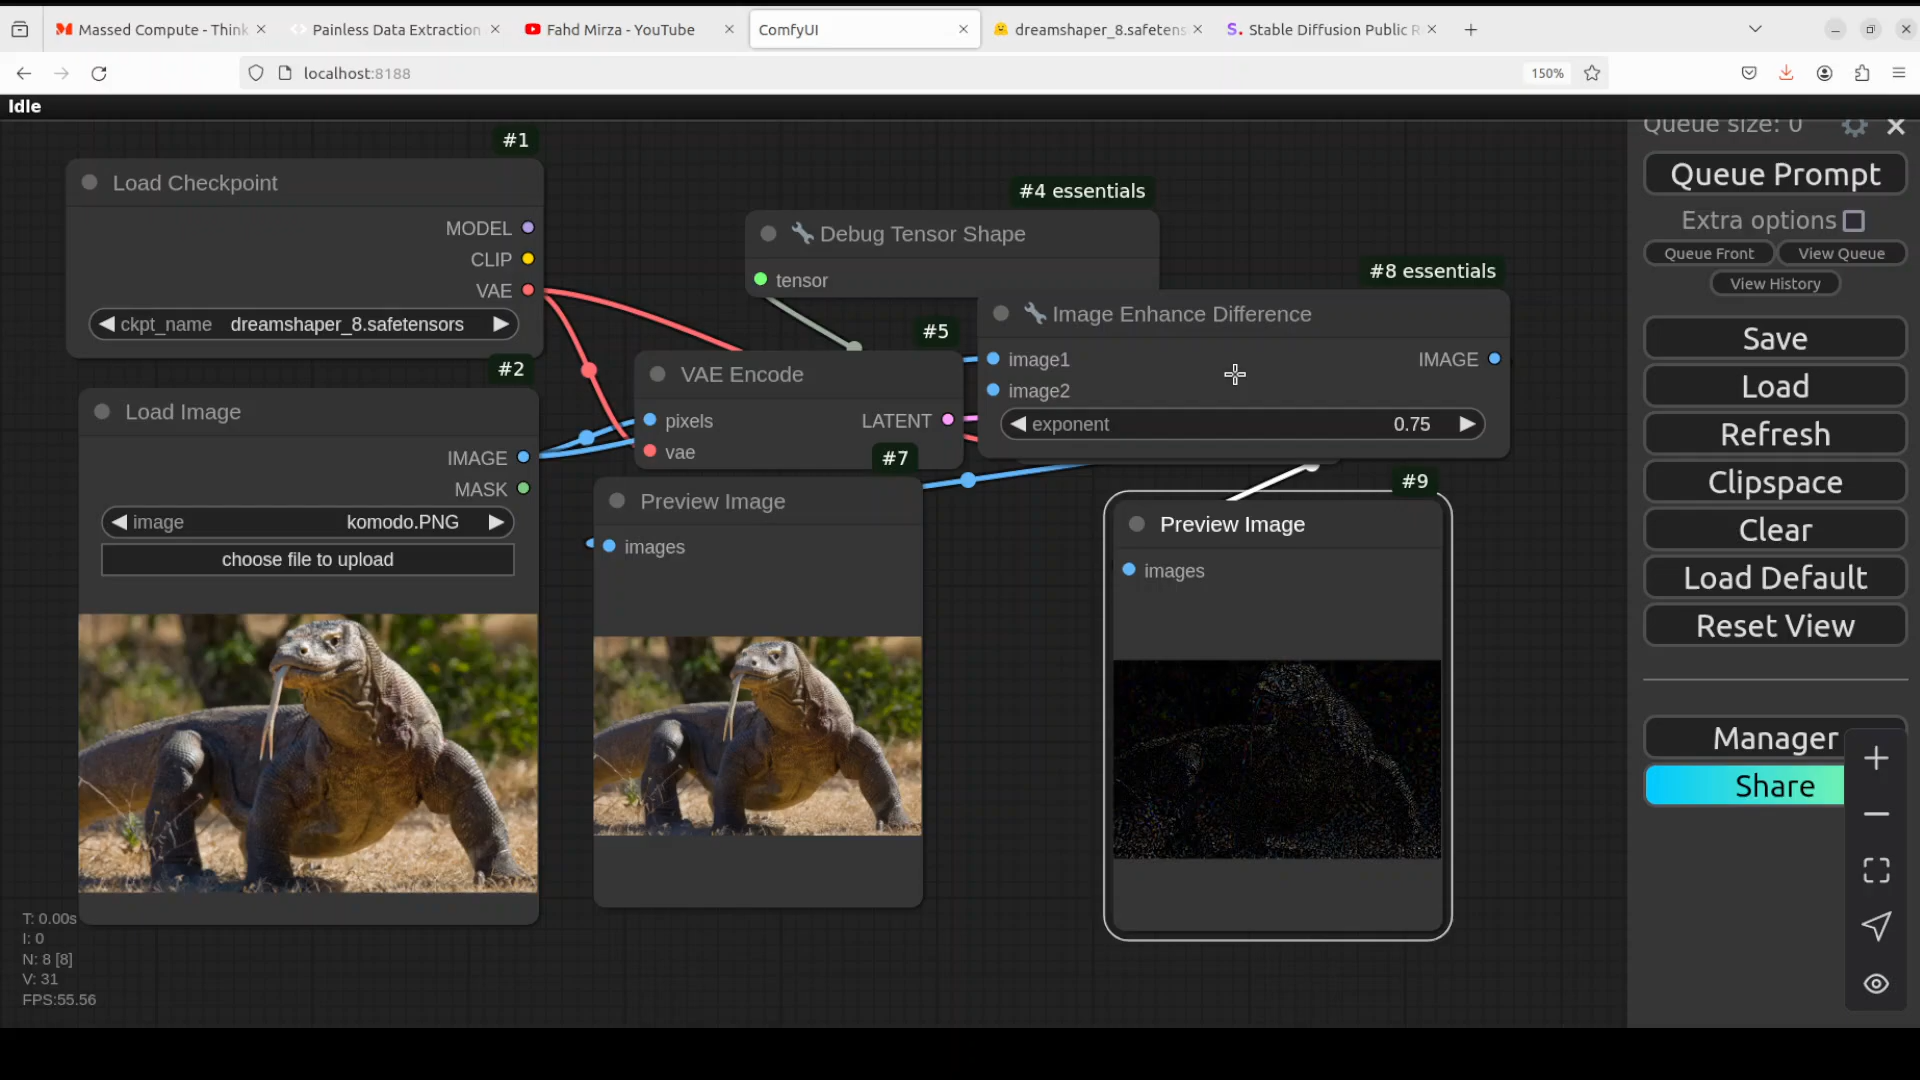 Massed Compute - Think
Painless Data Extraction
Fahd Mirza - YouTube
ComfyUI
dreamshaper_8.safetens
S. Stable Diffusion Public R
localhost:8188
150%
Idle
Queue size: 0
Queue Prompt
Extra options
Queue Front
View Queue
View History
Save
Load
Refresh
Clipspace
Clear
Load Default
Reset View
Manager
Share
#1
Load Checkpoint
MODEL
CLIP
VAE
ckpt_name dreamshaper_8.safetensors
#2
Load Image
IMAGE
MASK
image komodo.PNG
choose file to upload
#4 essentials
Debug Tensor Shape
tensor
#5
VAE Encode
pixels LATENT
vae
#7
Preview Image
images
#8 essentials
Image Enhance Difference
image1 IMAGE
image2
exponent 0.75
#9
Preview Image
images
T: 0.00s
I: 0
N: 8 [8]
V: 31
FPS:55.56